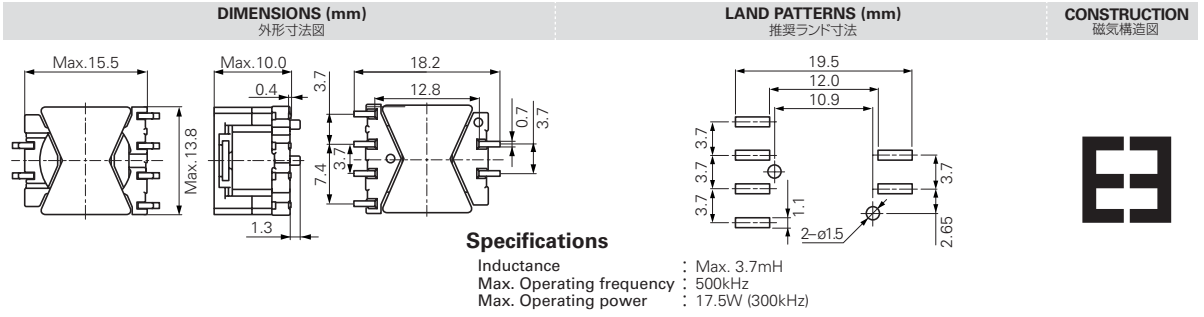 DIMENSIONS (mm)
外形寸法図
LAND PATTERNS (mm)
推奨ランド寸法
CONSTRUCTION
磁気構造図
Max.15.5
Max.13.8
Max.10.0
0.4
1.3
18.2
12.8
3.7
3.7
7.4
0.7
3.7
19.5
12.0
10.9
3.7
3.7
3.7
1.1
2-ø1.5
3.7
2.65
Specifications
Inductance : Max. 3.7mH
Max. Operating frequency : 500kHz
Max. Operating power : 17.5W (300kHz)